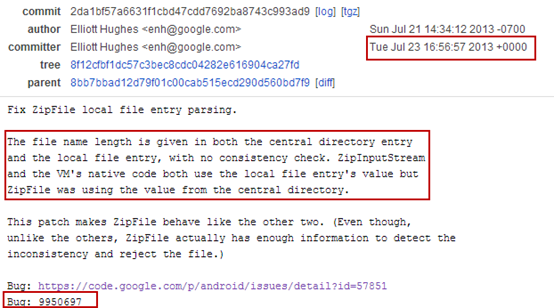 commit 2da1bf57a6631f1cbd47cdd7692ba8743c993ad9 [log] [tgz]
author Elliott Hughes <enh@google.com> Sun Jul 21 14:34:12 2013 -0700
committer Elliott Hughes <enh@google.com> Tue Jul 23 16:56:57 2013 +0000
tree 8f12cfbf1dc57c3bec8cdc04282e616904ca27fd
parent 8bb7bbad12d79f01c00cab515ecd290d560bd7f9 [diff]
Fix ZipFile local file entry parsing.
The file name length is given in both the central directory entry
and the local file entry, with no consistency check. ZipInputStream
and the VM's native code both use the local file entry's value but
ZipFile was using the value from the central directory.
This patch makes ZipFile behave like the other two. (Even though,
unlike the others, ZipFile actually has enough information to detect the
inconsistency and reject the file.)
Bug: https://code.google.com/p/android/issues/detail?id=57851
Bug: 9950697